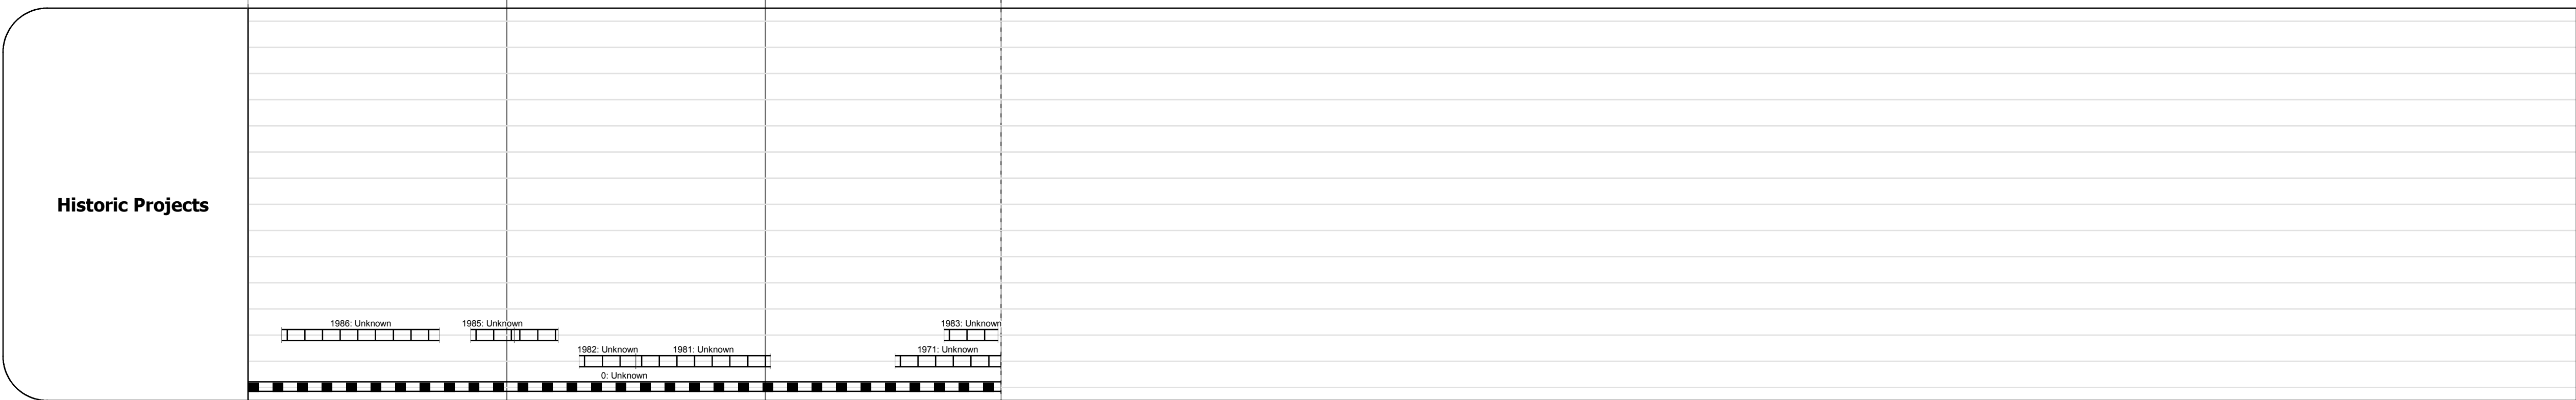 Historic Projects
1986: Unknown
1985: Unknown
1983: Unknown
1982: Unknown
1981: Unknown
1971: Unknown
0: Unknown